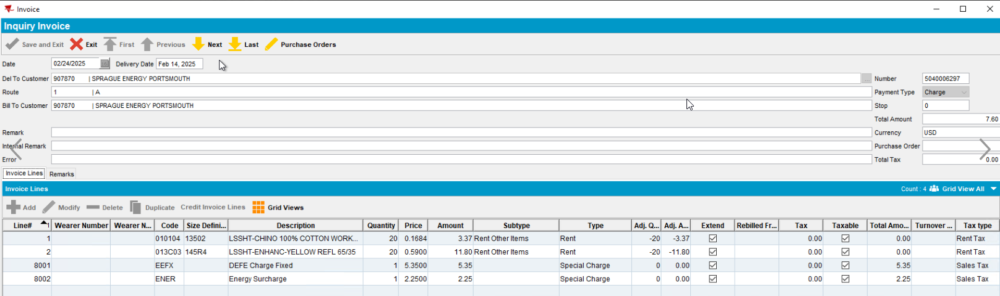 Invoice
Inquiry Invoice
Save and Exit Exit First Previous Next Last Purchase Orders
Date 02/24/2025 Delivery Date Feb 14, 2025
Del To Customer 907870 | SPRAGUE ENERGY PORTSMOUTH ... Number 5040006297
Route 1 | A Payment Type Charge
Bill To Customer 907870 | SPRAGUE ENERGY PORTSMOUTH Stop 0
Total Amount 7.60
Remark Currency USD
Internal Remark Purchase Order
Error Total Tax 0.00
Invoice Lines Remarks
Invoice Lines Count : 4 Grid View All
Add Modify Delete Duplicate Credit Invoice Lines Grid Views
Line# 1 Wearer Number Wearer N... Code Size Defini... Description Quantity Price Amount Subtype Type Adj. Q... Adj. A... Extend Rebilled Fr... Tax Taxable Total Amo... Turnover ... Tax type
1 010104 13502 LSSHT-CHINO 100% COTTON WORK... 20 0.1684 3.37 Rent Other Items Rent -20 -3.37 0.00 0.00 Rent Tax
2 013C03 145R4 LSSHT-ENHANC-YELLOW REFL 65/35 20 0.5900 11.80 Rent Other Items Rent -20 -11.80 0.00 0.00 Rent Tax
8001 EEFX DEFE Charge Fixed 1 5.3500 5.35 Special Charge 0 0.00 0.00 5.35 Sales Tax
8002 ENER Energy Surcharge 1 2.2500 2.25 Special Charge 0 0.00 0.00 2.25 Sales Tax